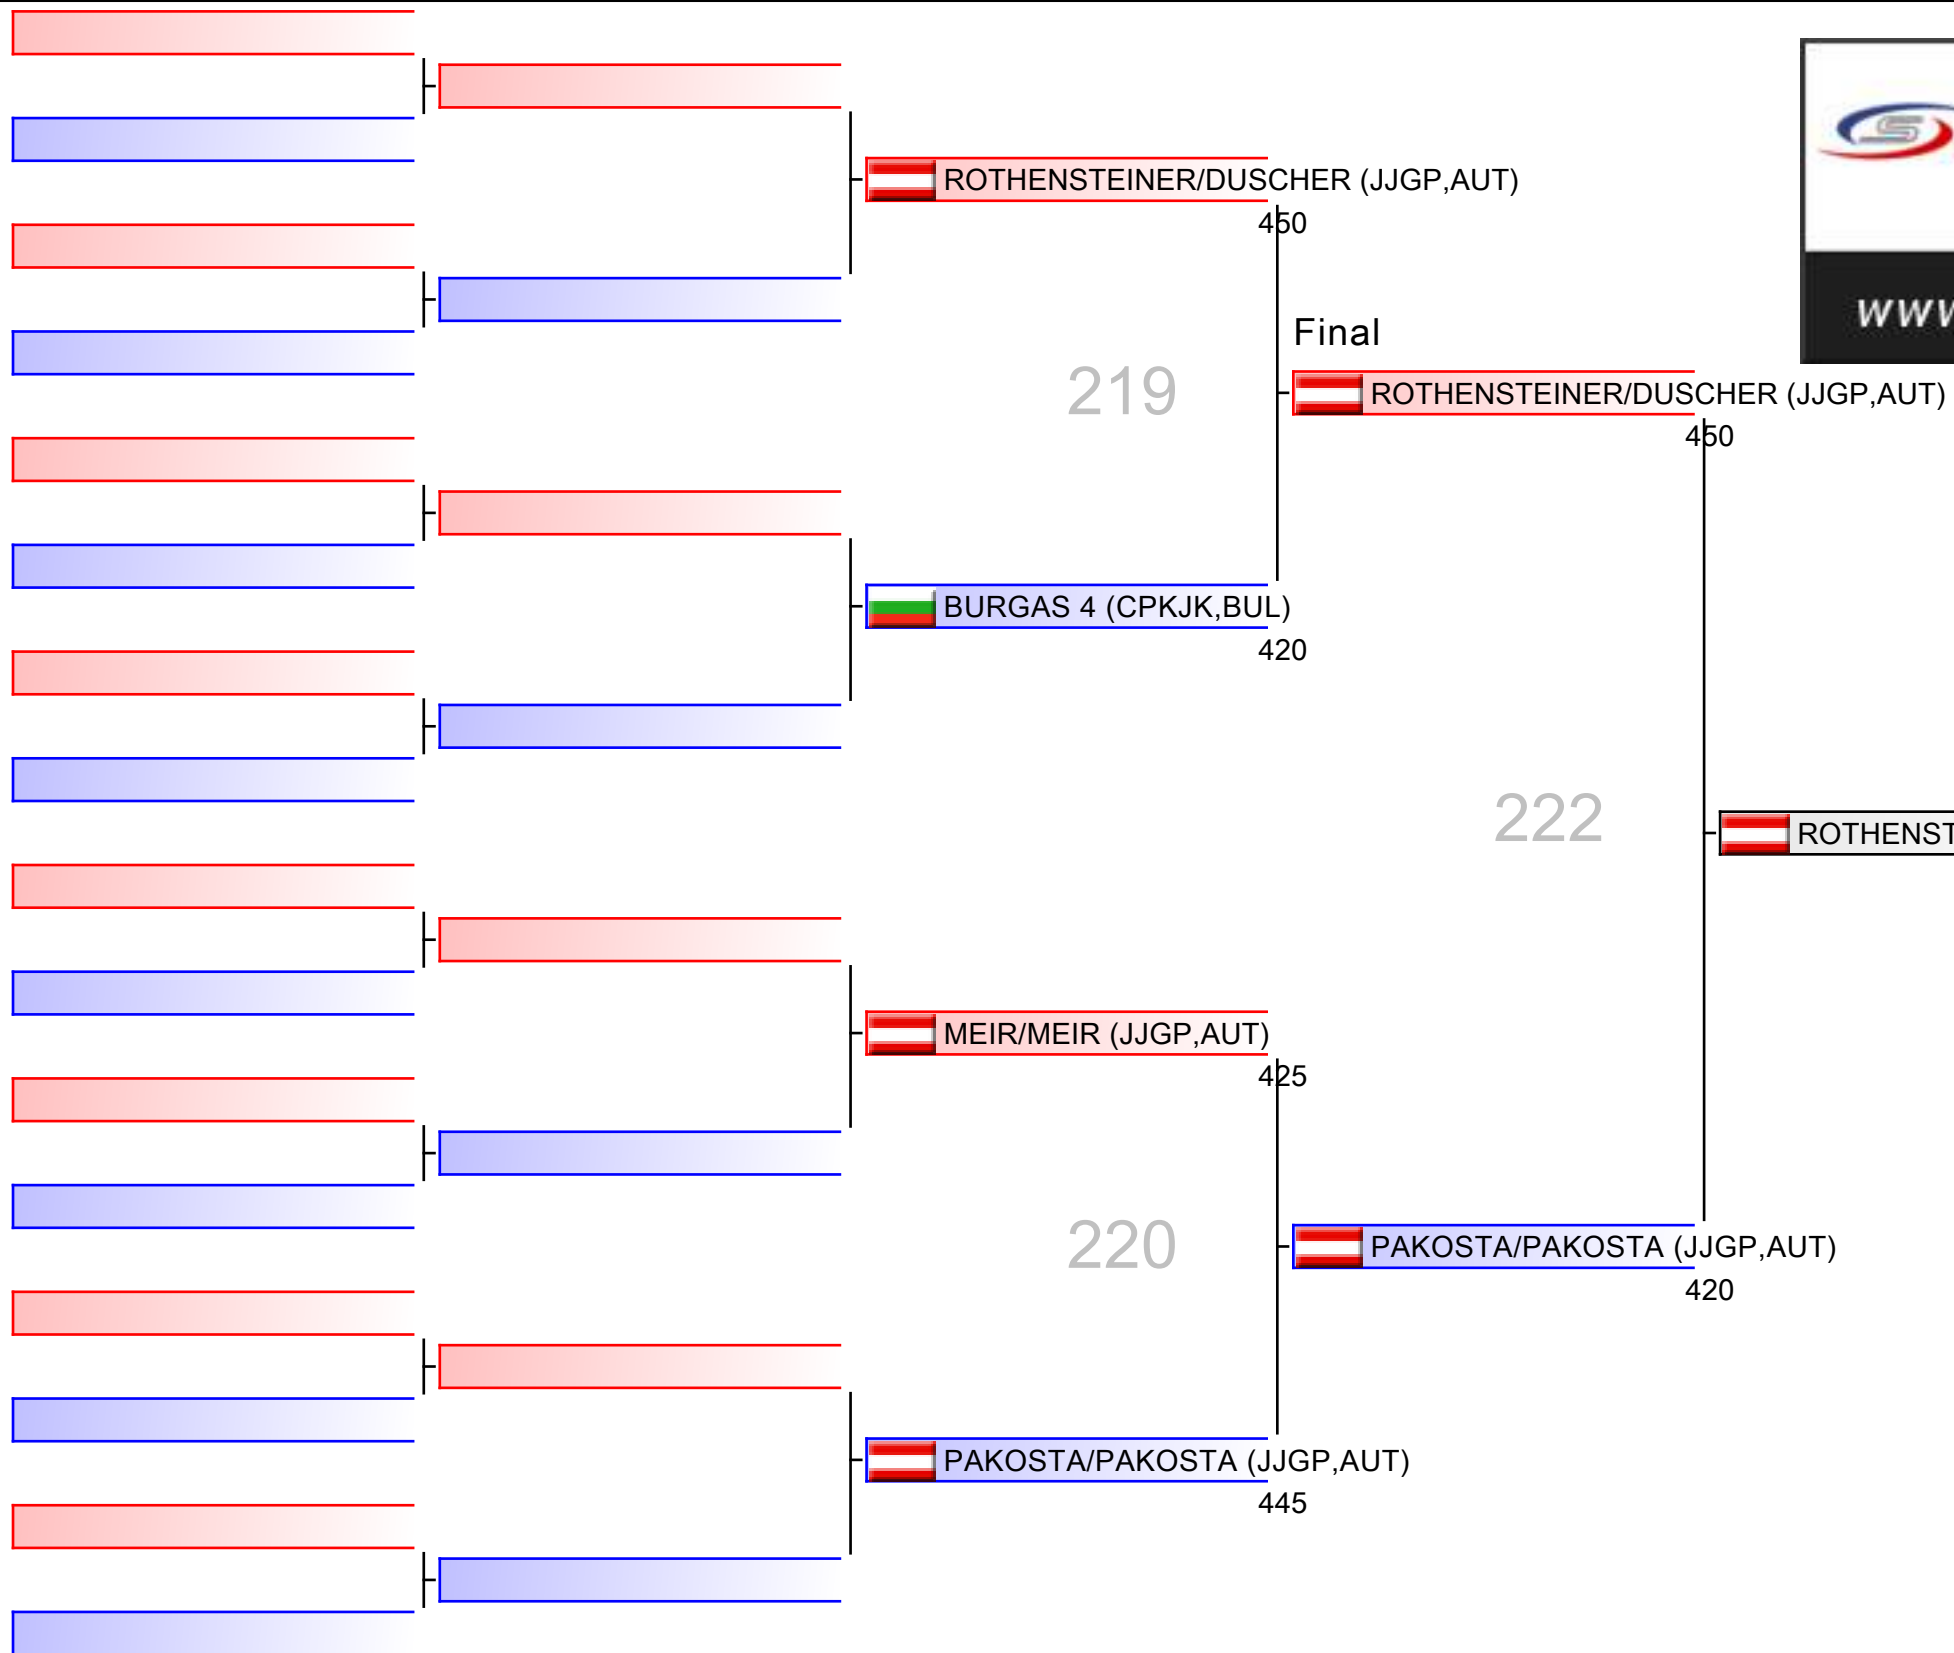 ROTHENSTEINER/DUSCHER (JJGP,AUT)
450
Final
219
ROTHENSTEINER/DUSCHER (JJGP,AUT)
450
BURGAS 4 (CPKJK,BUL)
420
222
ROTHENST
MEIR/MEIR (JJGP,AUT)
425
220
PAKOSTA/PAKOSTA (JJGP,AUT)
420
PAKOSTA/PAKOSTA (JJGP,AUT)
445
S
www